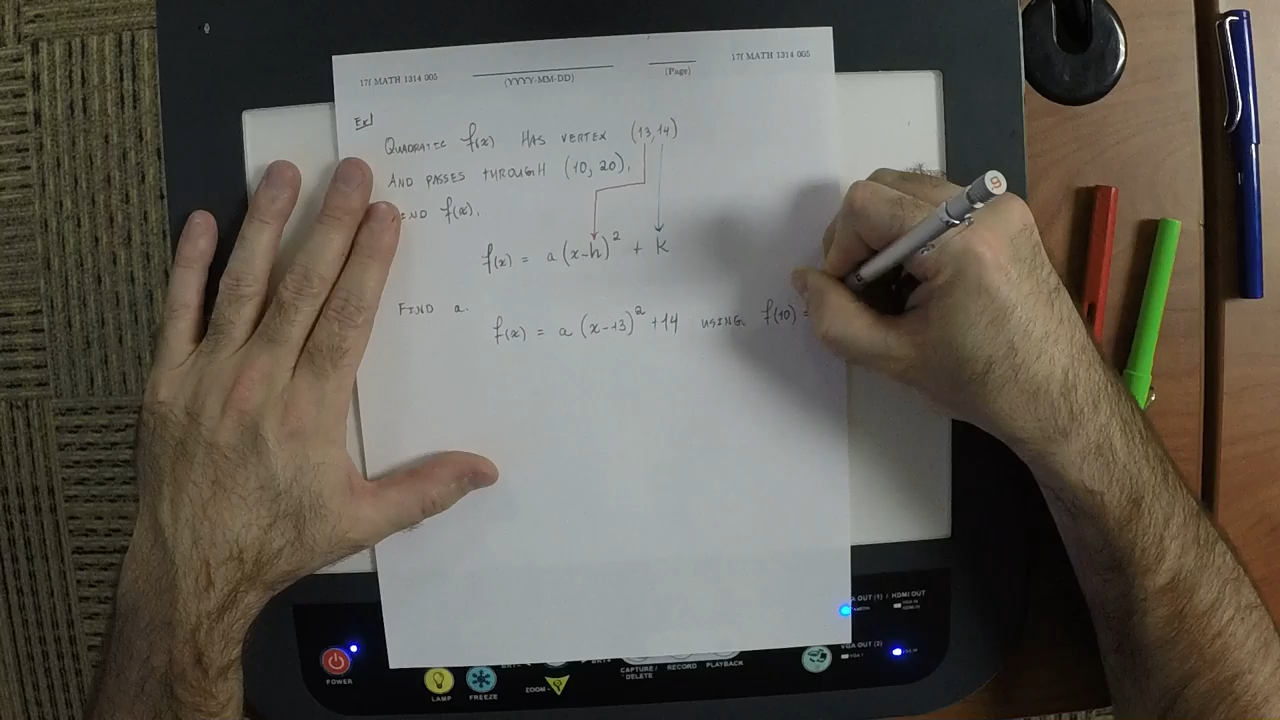 17f MATH 1314 005 (YYYY-MM-DD) (Page) 17f MATH 1314 005
Ex1
QUADRATIC f(x) HAS VERTEX (13,14)
AND PASSES THROUGH (10, 20).
FIND f(x).
f(x) = a(x-h)² + k
FIND a.
f(x) = a (x-13)² +14 USING f(10) =
POWER
LAMP
FREEZE
ZOOM
CAPTURE / DELETE
RECORD
PLAYBACK
VGA OUT (1) / HDMI OUT
VGA OUT (2)